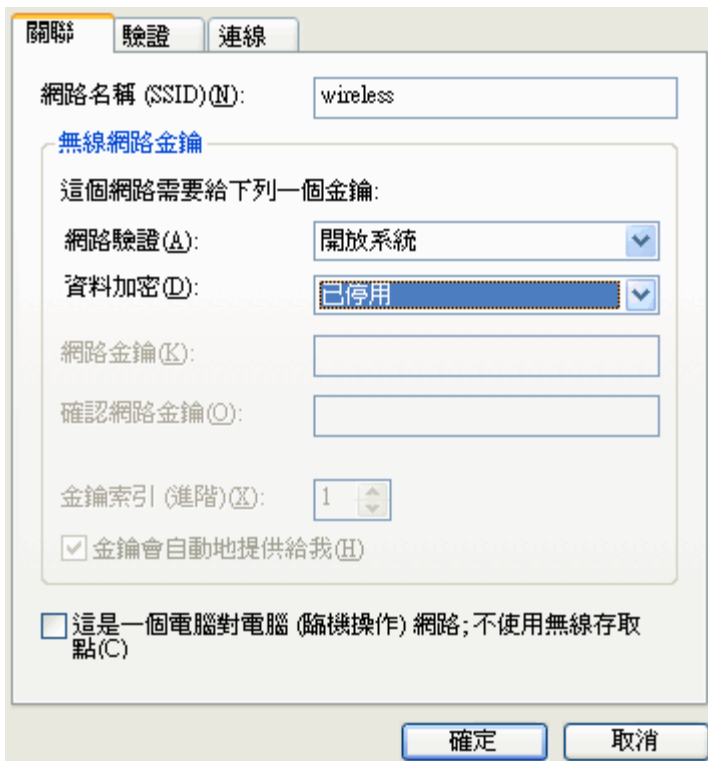 關聯 驗證 連線
網路名稱 (SSID)(N): wireless
無線網路金鑰
這個網路需要給下列一個金鑰:
網路驗證(A): 開放系統
資料加密(D): 已停用
網路金鑰(K):
確認網路金鑰(O):
金鑰索引 (進階)(X): 1
金鑰會自動地提供給我(H)
這是一個電腦對電腦 (臨機操作) 網路;不使用無線存取
點(C)
確定 取消